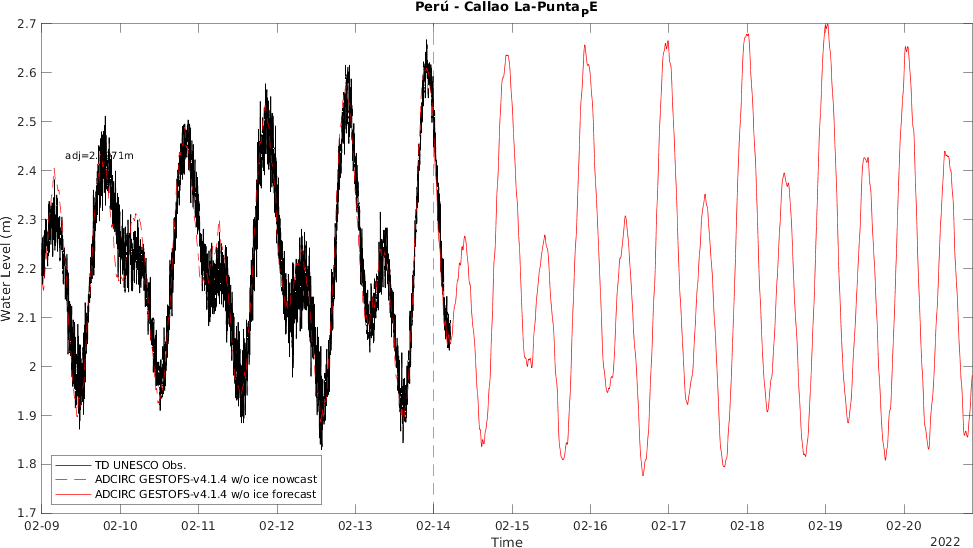 Perú - Callao La-Punta_PE
2.7
2.6
2.5
2.4
2.3
2.2
2.1
2
1.9
1.8
1.7
Water Level (m)
TD UNESCO Obs.
ADCIRC GESTOFS-v4.1.4 w/o ice nowcast
ADCIRC GESTOFS-v4.1.4 w/o ice forecast
02-09 02-10 02-11 02-12 02-13 02-14 02-15 02-16 02-17 02-18 02-19 02-20
Time
2022